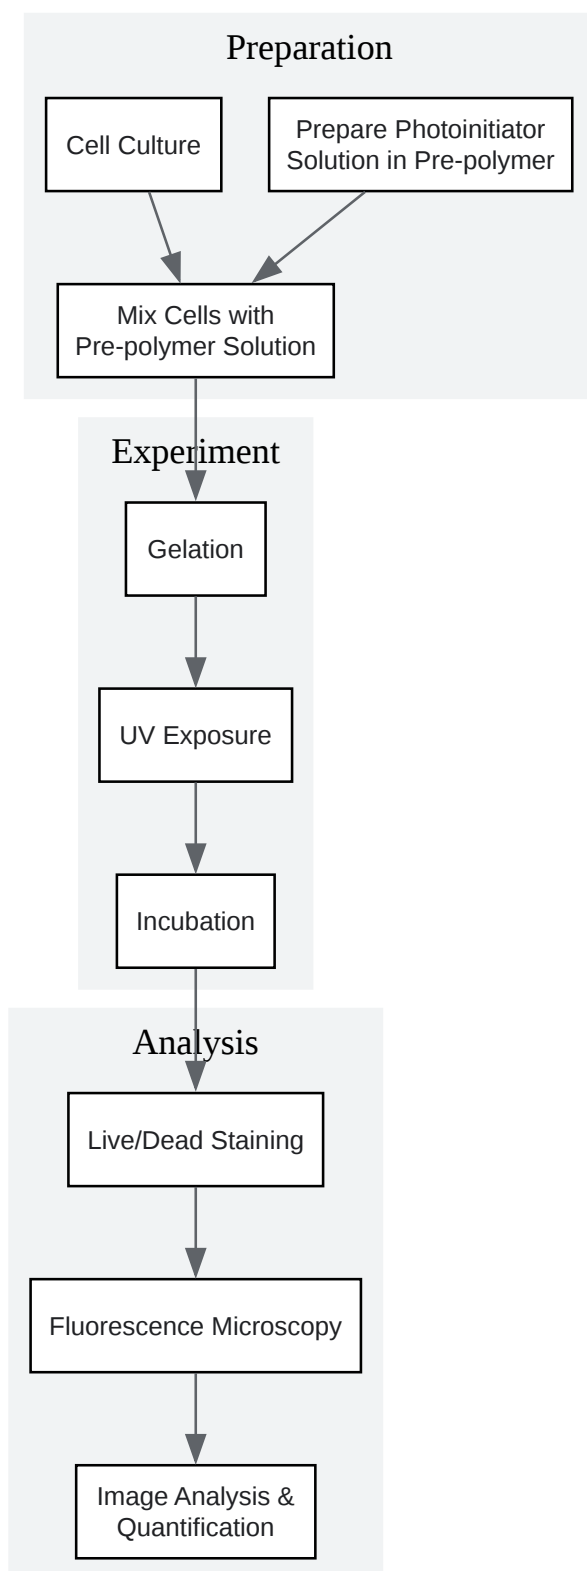 Preparation
Cell Culture
Prepare Photoinitiator
Solution in Pre-polymer
Mix Cells with
Pre-polymer Solution
Experiment
Gelation
UV Exposure
Incubation
Analysis
Live/Dead Staining
Fluorescence Microscopy
Image Analysis &
Quantification